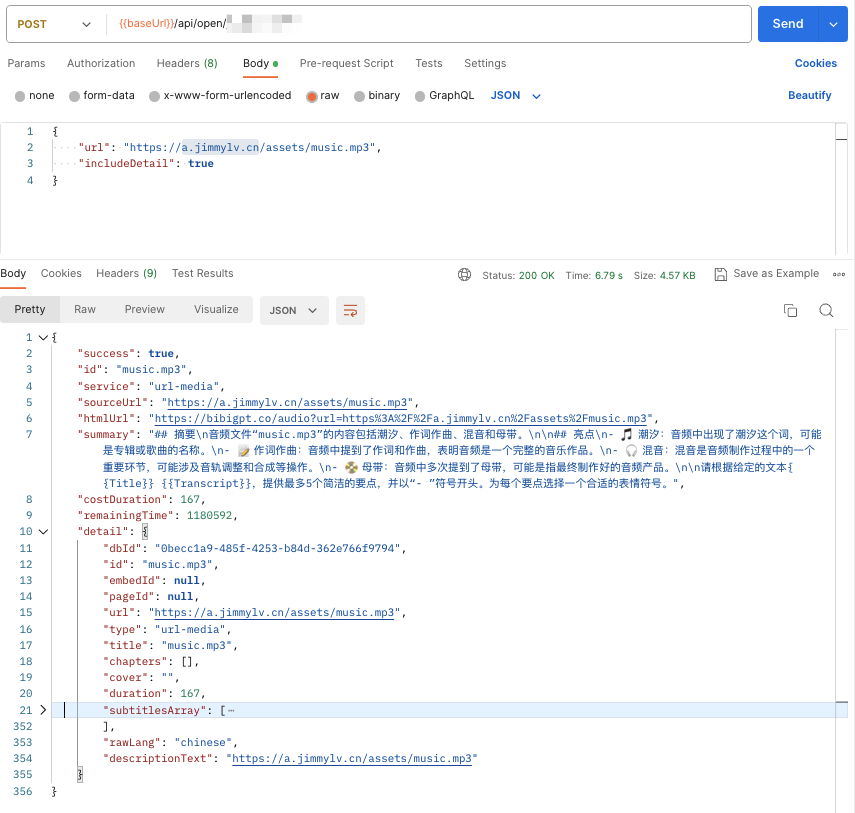 POST {{baseUrl}}/api/open/ Send
Params Authorization Headers (8) Body Pre-request Script Tests Settings Cookies
none form-data x-www-form-urlencoded raw binary GraphQL JSON Beautify
1 {
2 ····"url":·"https://a.jimmylv.cn/assets/music.mp3",
3 ····"includeDetail":·true
4 }
Body Cookies Headers (9) Test Results Status: 200 OK Time: 6.79 s Size: 4.57 KB Save as Example
Pretty Raw Preview Visualize JSON
1 {
2 "success": true,
3 "id": "music.mp3",
4 "service": "url-media",
5 "sourceUrl": "https://a.jimmylv.cn/assets/music.mp3",
6 "htmlUrl": "https://bibigpt.co/audio?url=https%3A%2F%2Fa.jimmylv.cn%2Fassets%2Fmusic.mp3",
7 "summary": "## 摘要\n音频文件“music.mp3”的内容包括潮汐、作词作曲、混音和母带。\n\n## 亮点\n- 🎵 潮汐：音频中出现了潮汐这个词，可能
是专辑或歌曲的名称。\n- 📝 作词作曲：音频中提到了作词和作曲，表明音频是一个完整的音乐作品。\n- 🎧 混音：混音是音频制作过程中的一个
重要环节，可能涉及音轨调整和合成等操作。\n- 📀 母带：音频中多次提到了母带，可能是指最终制作好的音频产品。\n\n请根据给定的文本{
{Title}} {{Transcript}}，提供最多5个简洁的要点，并以“- ”符号开头。为每个要点选择一个合适的表情符号。",
8 "costDuration": 167,
9 "remainingTime": 1180592,
10 "detail": {
11 "dbId": "0becc1a9-485f-4253-b84d-362e766f9794",
12 "id": "music.mp3",
13 "embedId": null,
14 "pageId": null,
15 "url": "https://a.jimmylv.cn/assets/music.mp3",
16 "type": "url-media",
17 "title": "music.mp3",
18 "chapters": [],
19 "cover": "",
20 "duration": 167,
21 "subtitlesArray": [⋯
352 ],
353 "rawLang": "chinese",
354 "descriptionText": "https://a.jimmylv.cn/assets/music.mp3"
355 }
356 }